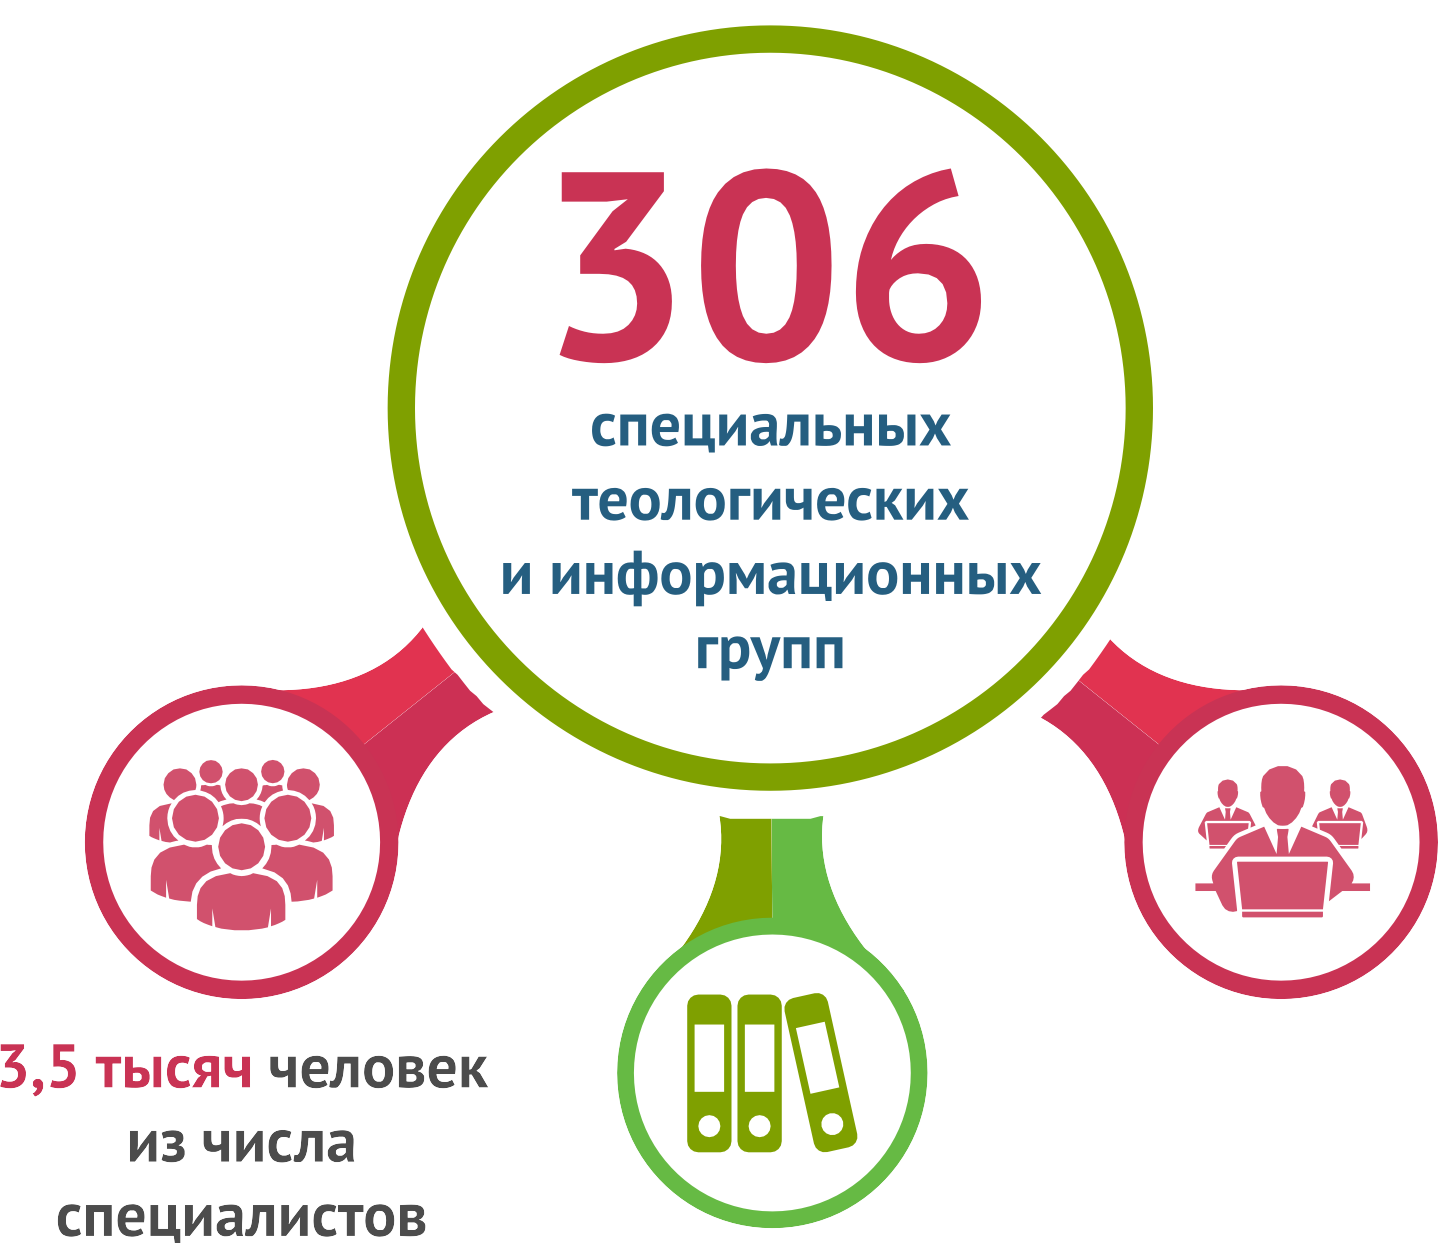 306
специальных
теологических
и информационных
групп
3,5 тысяч человек
из числа
специалистов